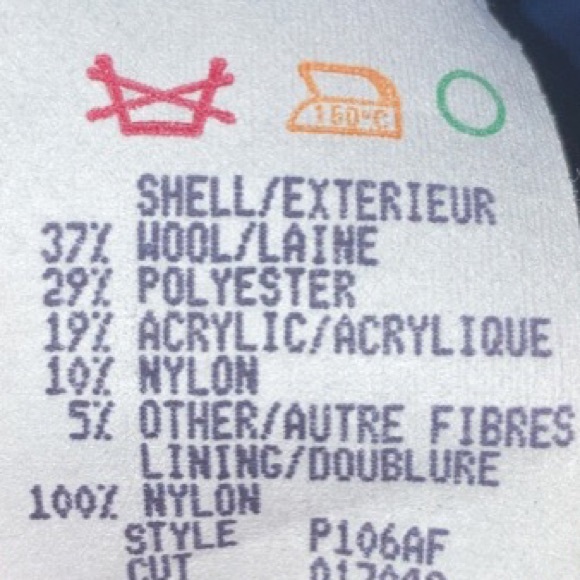 150°C
SHELL/EXTERIEUR
37% WOOL/LAINE
29% POLYESTER
19% ACRYLIC/ACRYLIQUE
10% NYLON
5% OTHER/AUTRE FIBRES
LINING/DOUBLURE
100% NYLON
STYLE P106AF
CUT